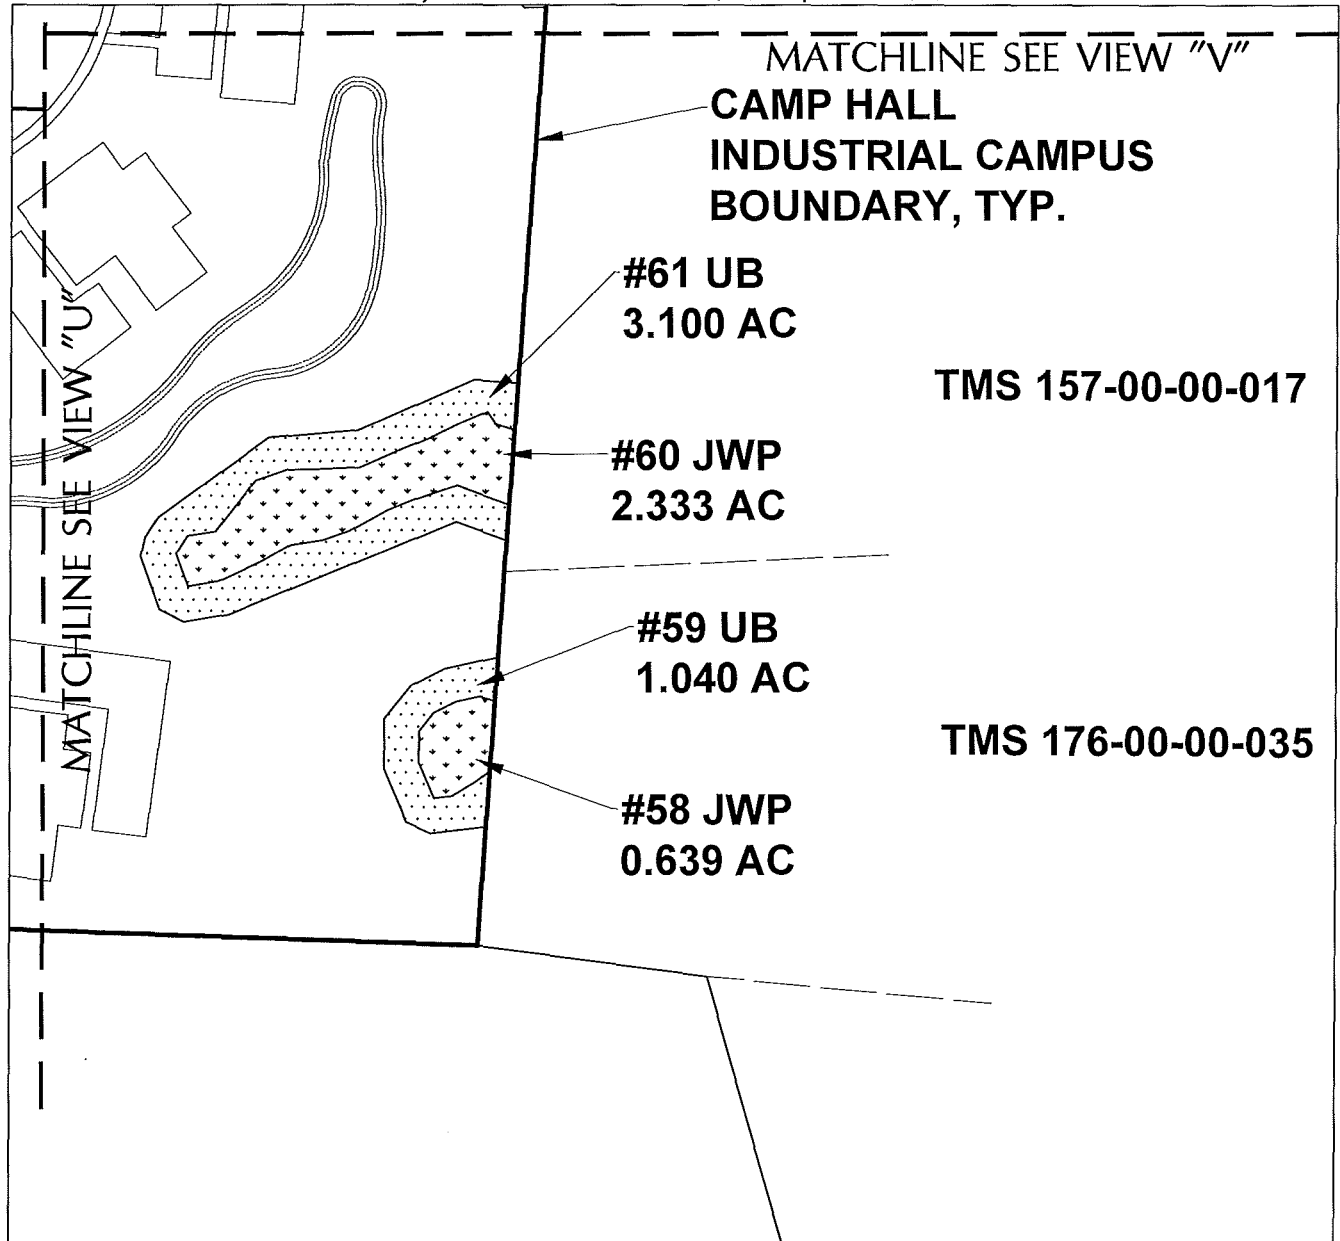 MATCHLINE SEE VIEW "V"
CAMP HALL
INDUSTRIAL CAMPUS
BOUNDARY, TYP.
#61 UB
3.100 AC
TMS 157-00-00-017
#60 JWP
2.333 AC
#59 UB
1.040 AC
TMS 176-00-00-035
#58 JWP
0.639 AC
MATCHLINE SEE VIEW "U"